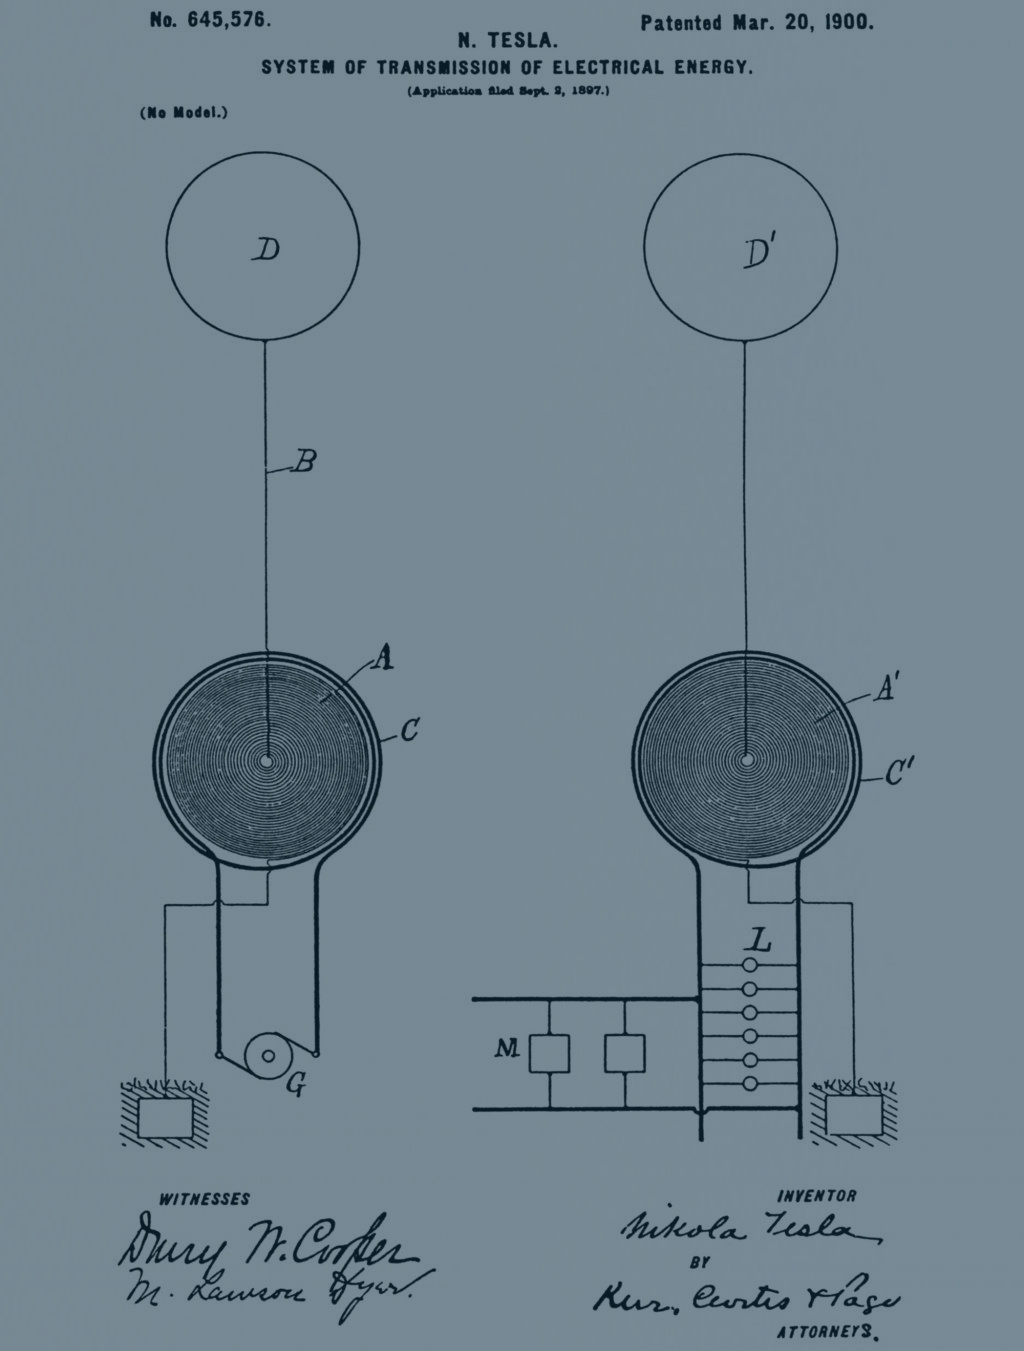 No. 645,576.
Patented Mar. 20, 1900.
N. TESLA.
SYSTEM OF TRANSMISSION OF ELECTRICAL ENERGY.
(Application filed Sept. 2, 1897.)
(No Model.)
D
D'
B
A
A'
C
C'
L
M
G
WITNESSES
INVENTOR
Drury W. Cooper
Nikola Tesla
M. Lawson Dyer.
BY
Kerr, Curtis & Page
ATTORNEYS.